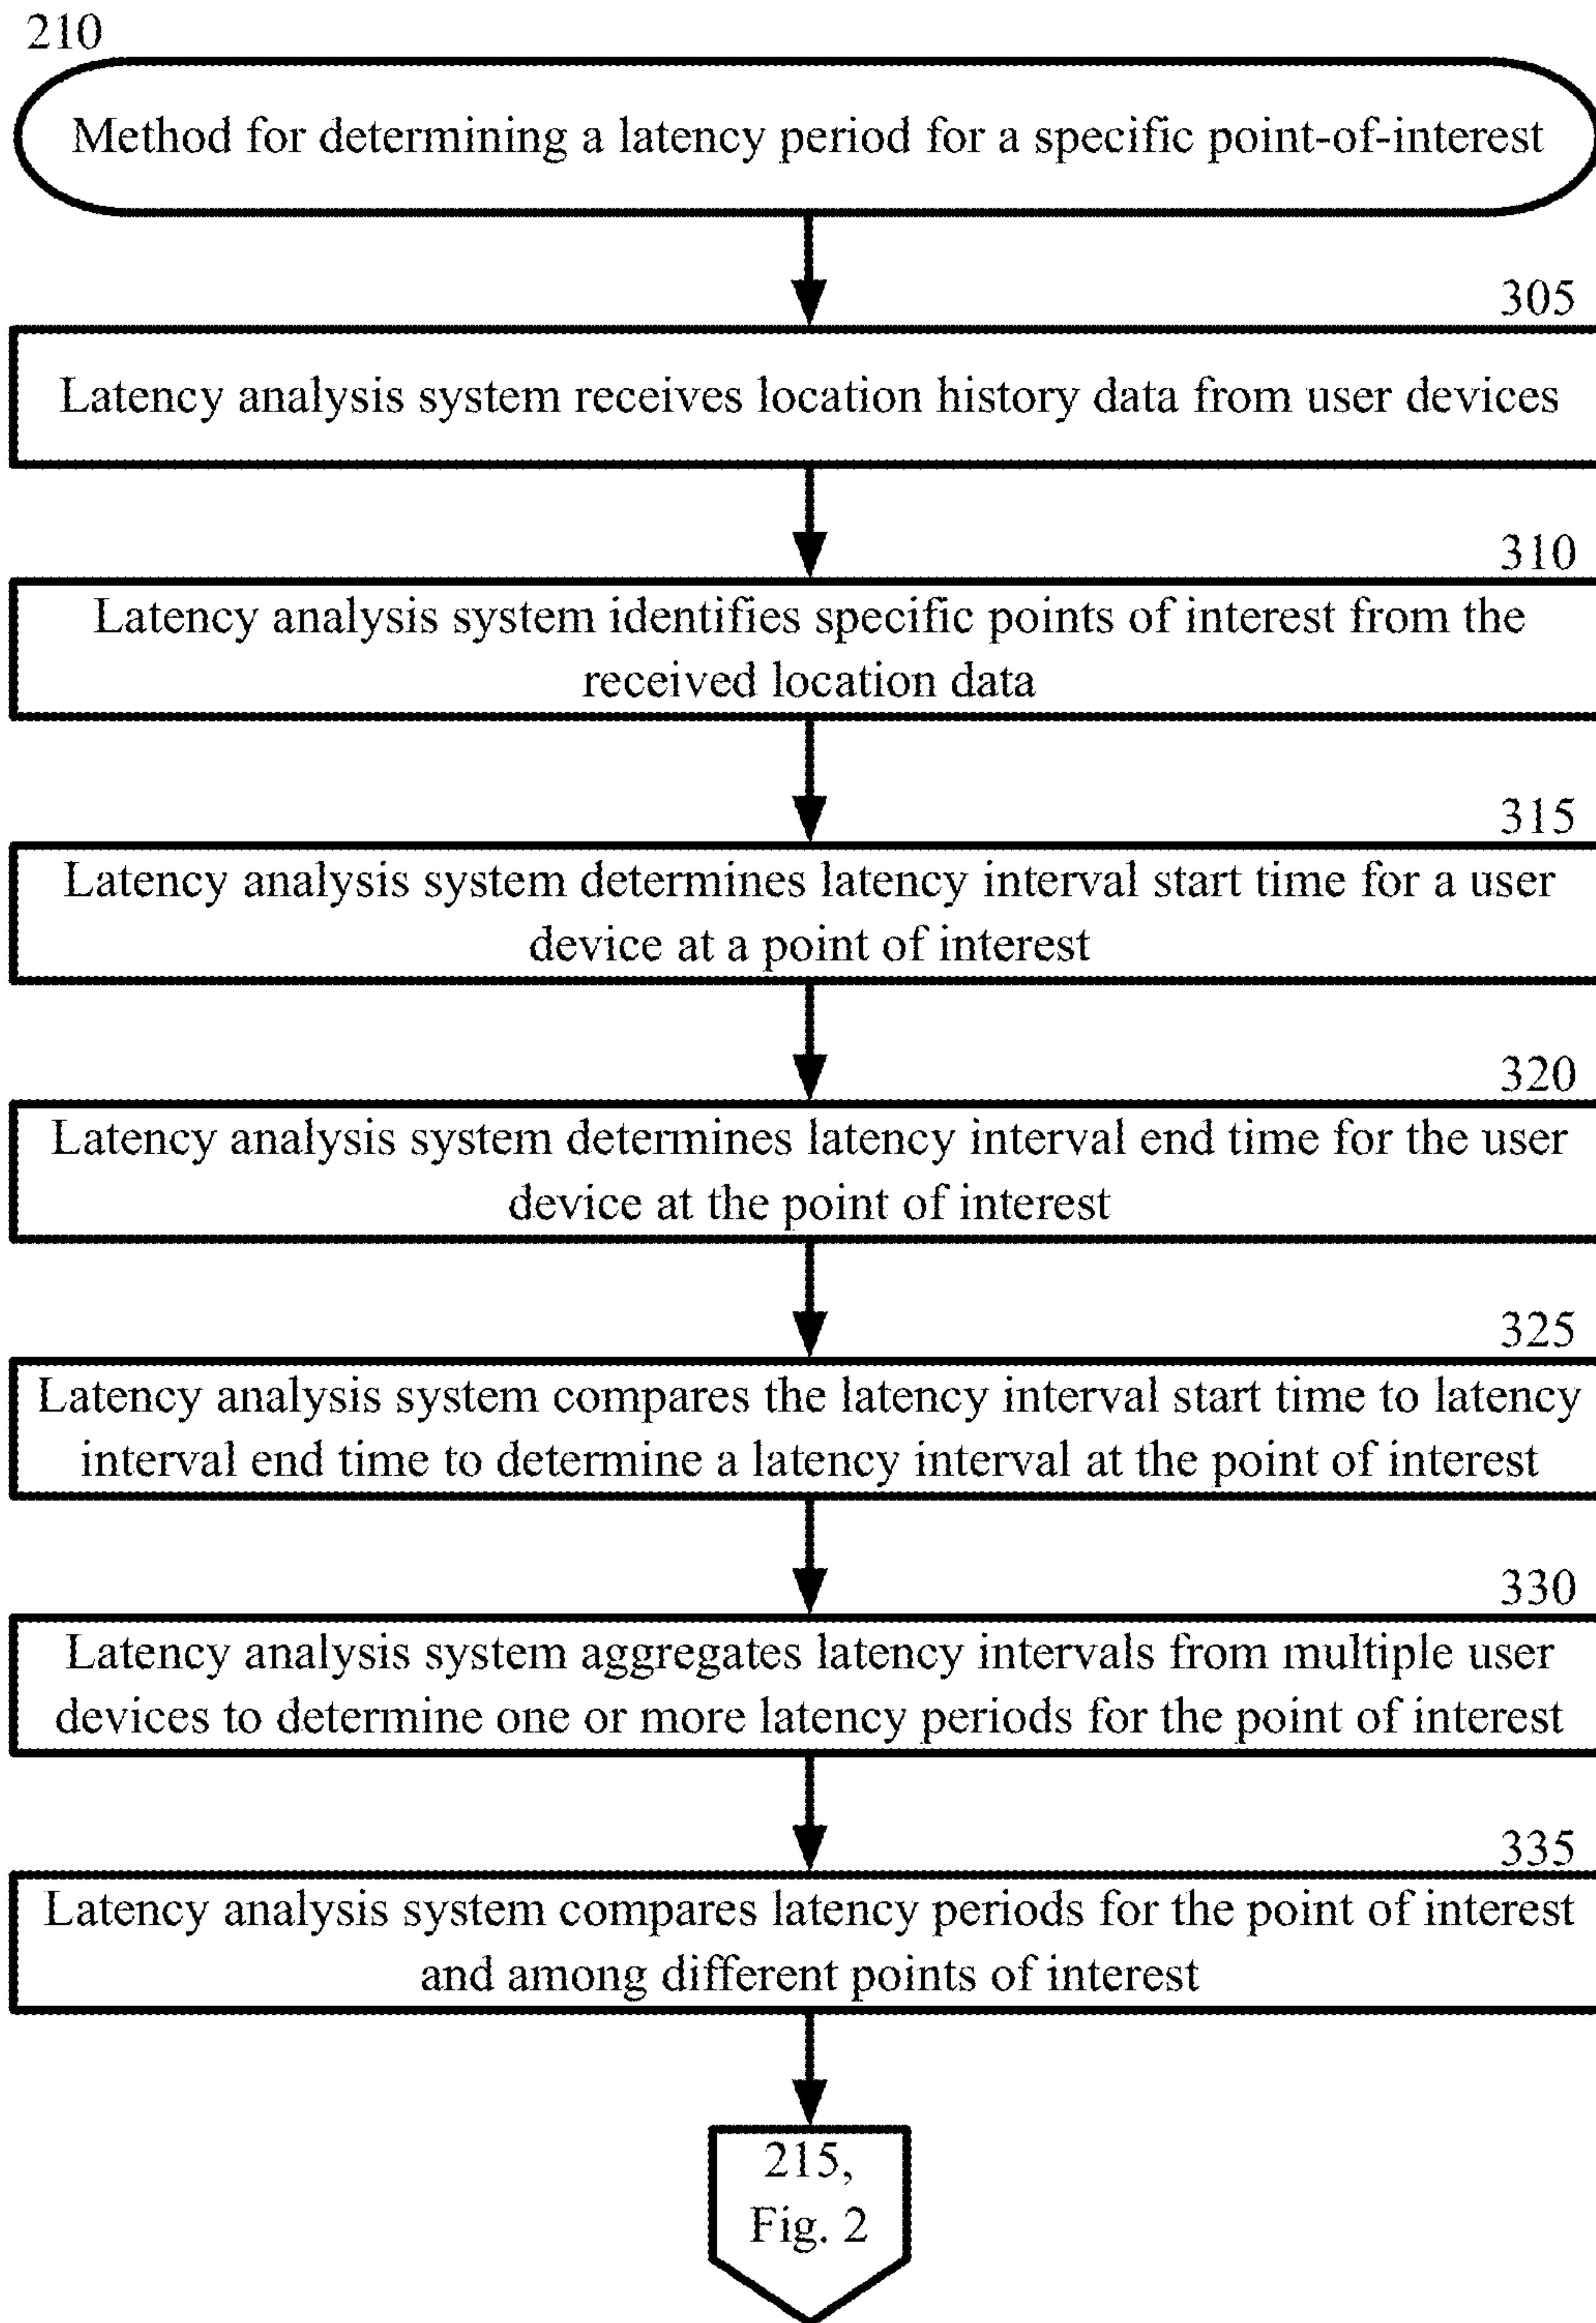 210
Method for determining a latency period for a specific point-of-interest
305
Latency analysis system receives location history data from user devices
310
Latency analysis system identifies specific points of interest from the
received location data
315
Latency analysis system determines latency interval start time for a user
device at a point of interest
320
Latency analysis system determines latency interval end time for the user
device at the point of interest
325
Latency analysis system compares the latency interval start time to latency
interval end time to determine a latency interval at the point of interest
330
Latency analysis system aggregates latency intervals from multiple user
devices to determine one or more latency periods for the point of interest
335
Latency analysis system compares latency periods for the point of interest
and among different points of interest
215,
Fig. 2